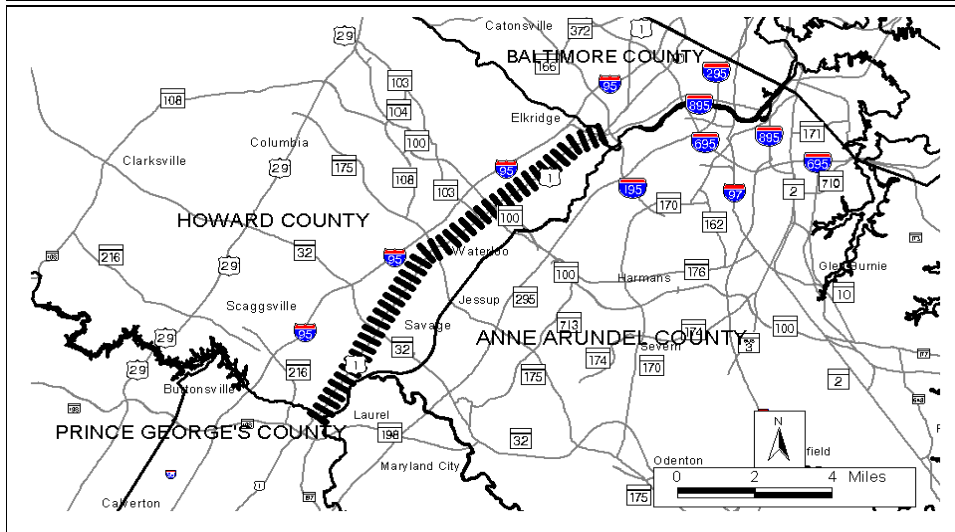 Catonsville
1
372
29
BALTIMORE COUNTY
166
295
103
95
108
895
104
Elkridge
171
895
100
695
Columbia
Clarksville
695
29
175
95
108
103
1
195
97
2
710
170
HOWARD COUNTY
100
162
32
Waterloo
216
95
29
100
Harmans
176
Glen Burnie
10
Scaggsville
Jessup
295
95
Savage
713
ANNE ARUNDEL COUNTY
174
100
29
32
Severn
3
1
174
170
29
216
175
2
Laurel
PRINCE GEORGE'S COUNTY
198
32
N
Maryland City
Odenton
field
0 2 4 Miles
175
1
Calverton